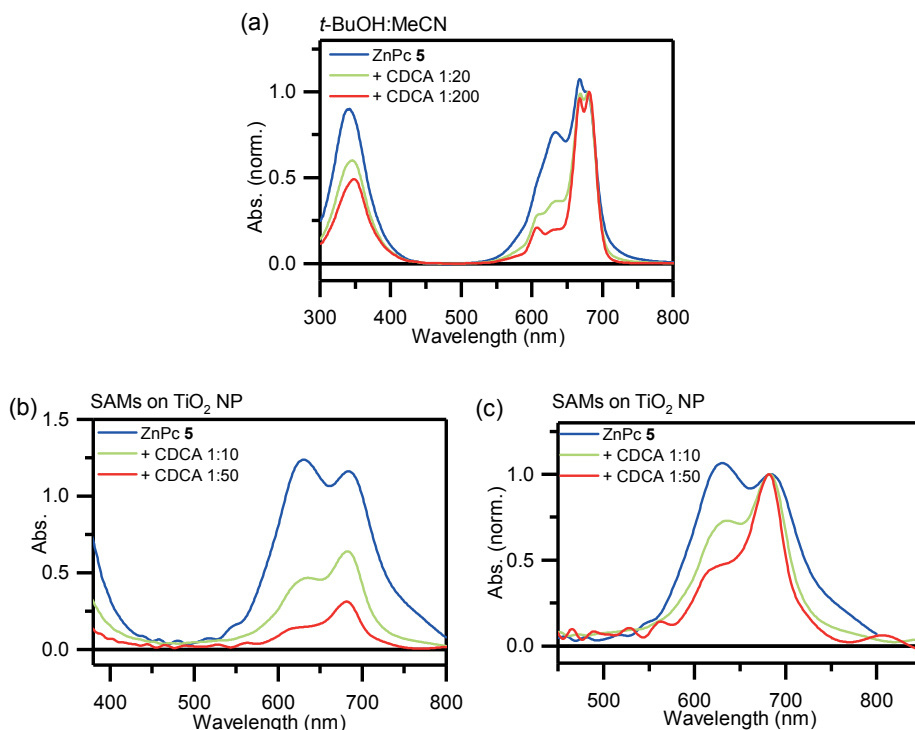 (a)
t-BuOH:MeCN
ZnPc 5
+ CDCA 1:20
+ CDCA 1:200
Abs. (norm.)
1.0
0.5
0.0
300 400 500 600 700 800
Wavelength (nm)
(b)
SAMs on TiO2 NP
ZnPc 5
+ CDCA 1:10
+ CDCA 1:50
Abs.
1.5
1.0
0.5
0.0
400 500 600 700 800
Wavelength (nm)
(c)
SAMs on TiO2 NP
ZnPc 5
+ CDCA 1:10
+ CDCA 1:50
Abs. (norm.)
1.0
0.5
0.0
500 600 700 800
Wavelength (nm)